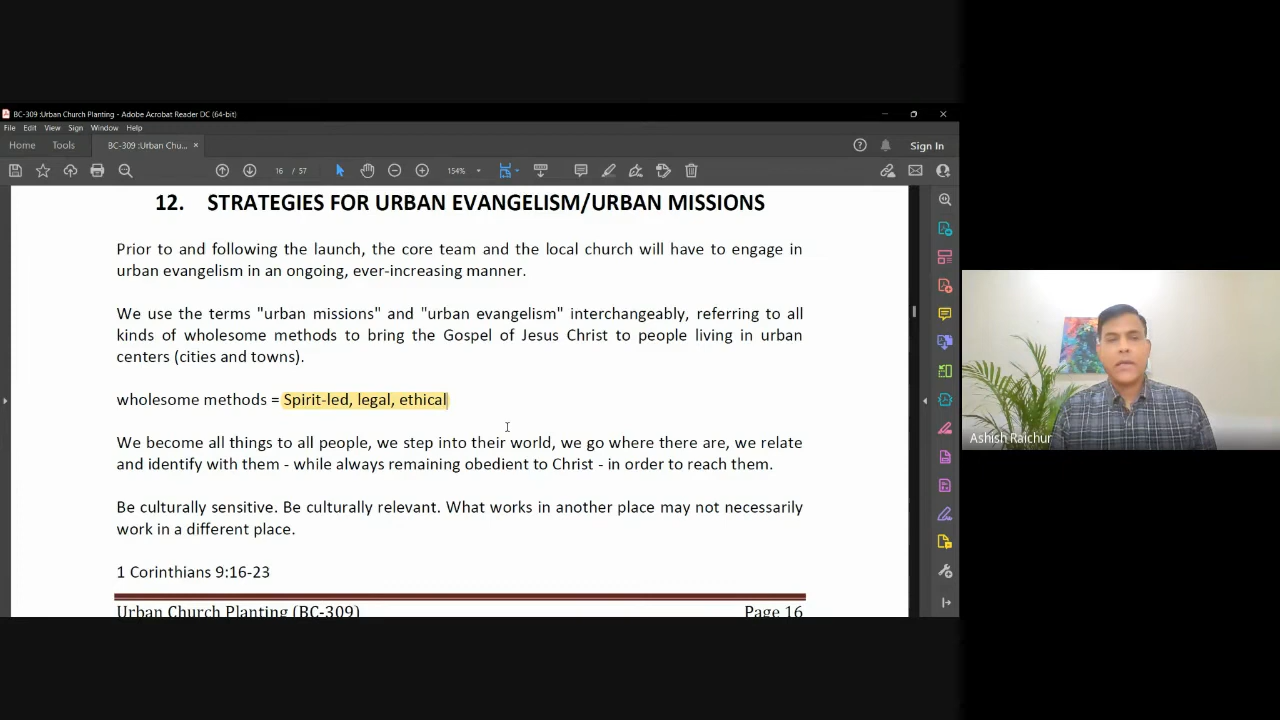 BC-309 :Urban Church Planting - Adobe Acrobat Reader DC (64-bit)
File Edit View Sign Window Help
Home Tools BC-309 :Urban Chu... ×
Sign In
16 / 57
154%
12. STRATEGIES FOR URBAN EVANGELISM/URBAN MISSIONS
Prior to and following the launch, the core team and the local church will have to engage in
urban evangelism in an ongoing, ever-increasing manner.
We use the terms "urban missions" and "urban evangelism" interchangeably, referring to all
kinds of wholesome methods to bring the Gospel of Jesus Christ to people living in urban
centers (cities and towns).
wholesome methods = Spirit-led, legal, ethical
We become all things to all people, we step into their world, we go where there are, we relate
and identify with them - while always remaining obedient to Christ - in order to reach them.
Be culturally sensitive. Be culturally relevant. What works in another place may not necessarily
work in a different place.
1 Corinthians 9:16-23
Urban Church Planting (BC-309) Page 16
Ashish Raichur